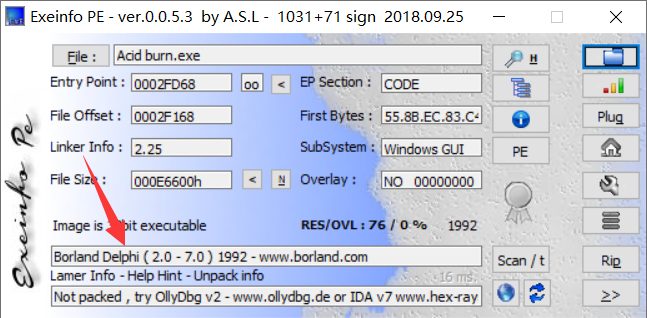 Exeinfo PE - ver.0.0.5.3 by A.S.L - 1031+71 sign 2018.09.25
Exeinfo Pe
File : Acid burn.exe H
Entry Point : 0002FD68 oo < EP Section : CODE
File Offset : 0002F168 First Bytes : 55.8B.EC.83.C4 Plug
Linker Info : 2.25 SubSystem : Windows GUI PE
File Size : 000E6600h < N Overlay : NO 00000000
Image is bit executable RES/OVL : 76 / 0 % 1992
Borland Delphi ( 2.0 - 7.0 ) 1992 - www.borland.com Scan / t Rip
Lamer Info - Help Hint - Unpack info 16 ms.
Not packed , try OllyDbg v2 - www.ollydbg.de or IDA v7 www.hex-ray >>